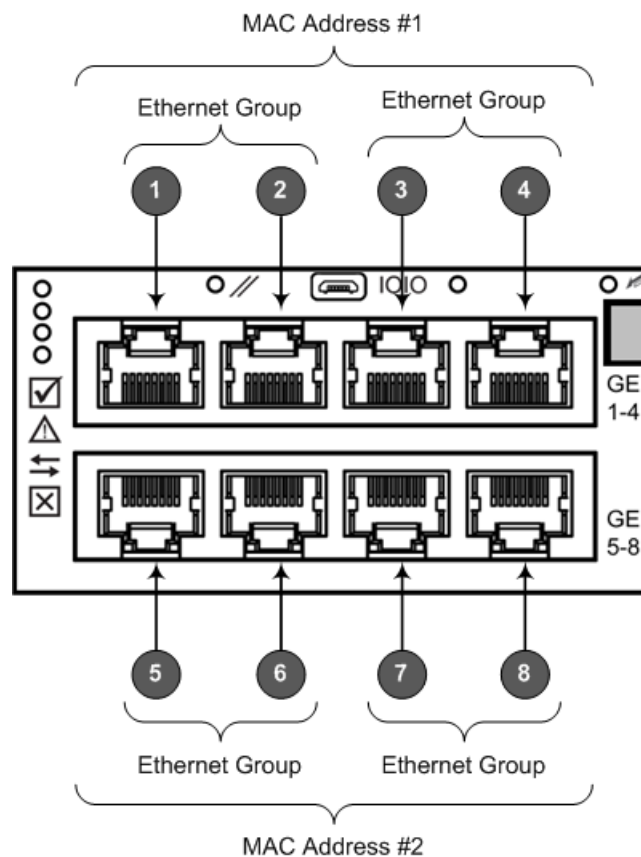 MAC Address #1
Ethernet Group
Ethernet Group
1 2 3 4
IOIO
GE
1-4
GE
5-8
5 6 7 8
Ethernet Group
Ethernet Group
MAC Address #2